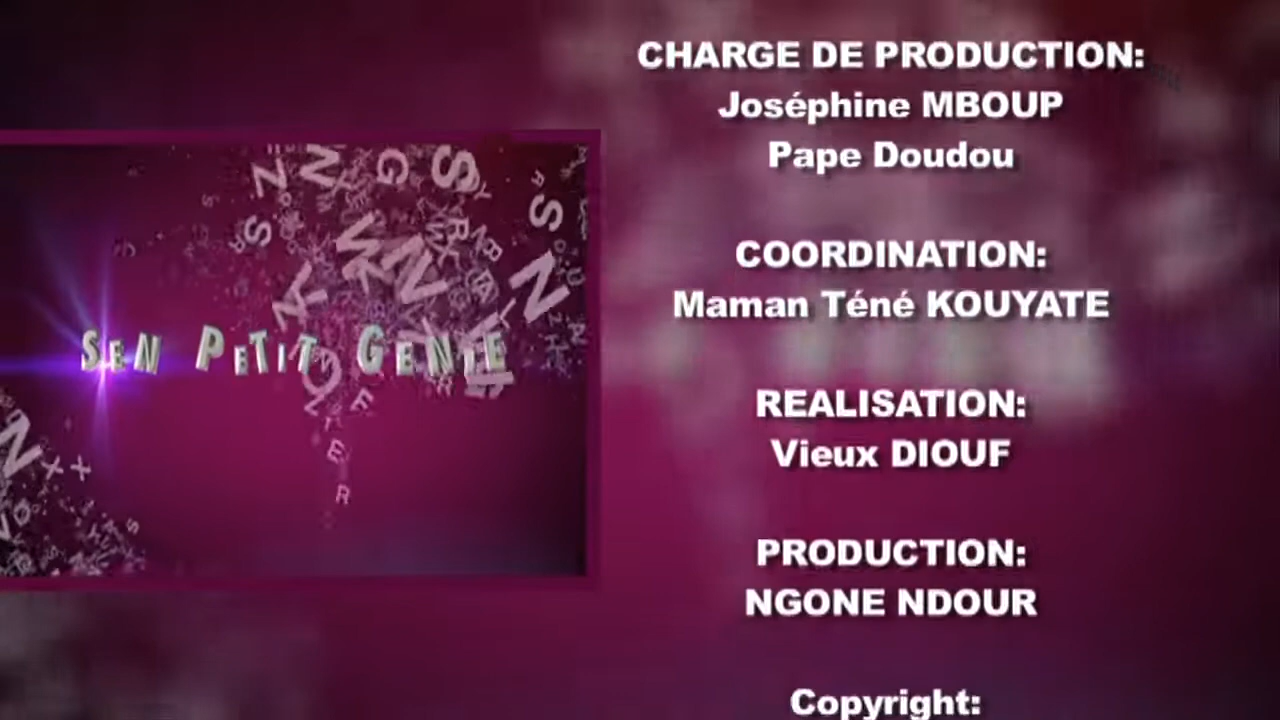 SEN PETIT GENIE
CHARGE DE PRODUCTION:
Joséphine MBOUP
Pape Doudou
COORDINATION:
Maman Téné KOUYATE
REALISATION:
Vieux DIOUF
PRODUCTION:
NGONE NDOUR
Copyright: